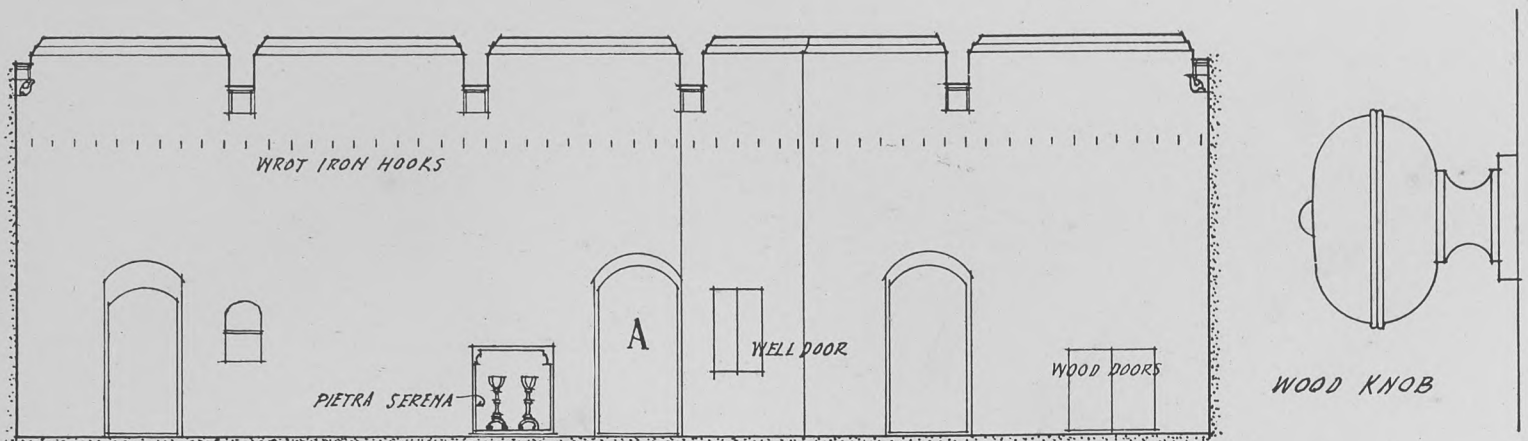 WROT IRON HOOKS
A
WELL DOOR
WOOD DOORS
PIETRA SERENA
WOOD KNOB